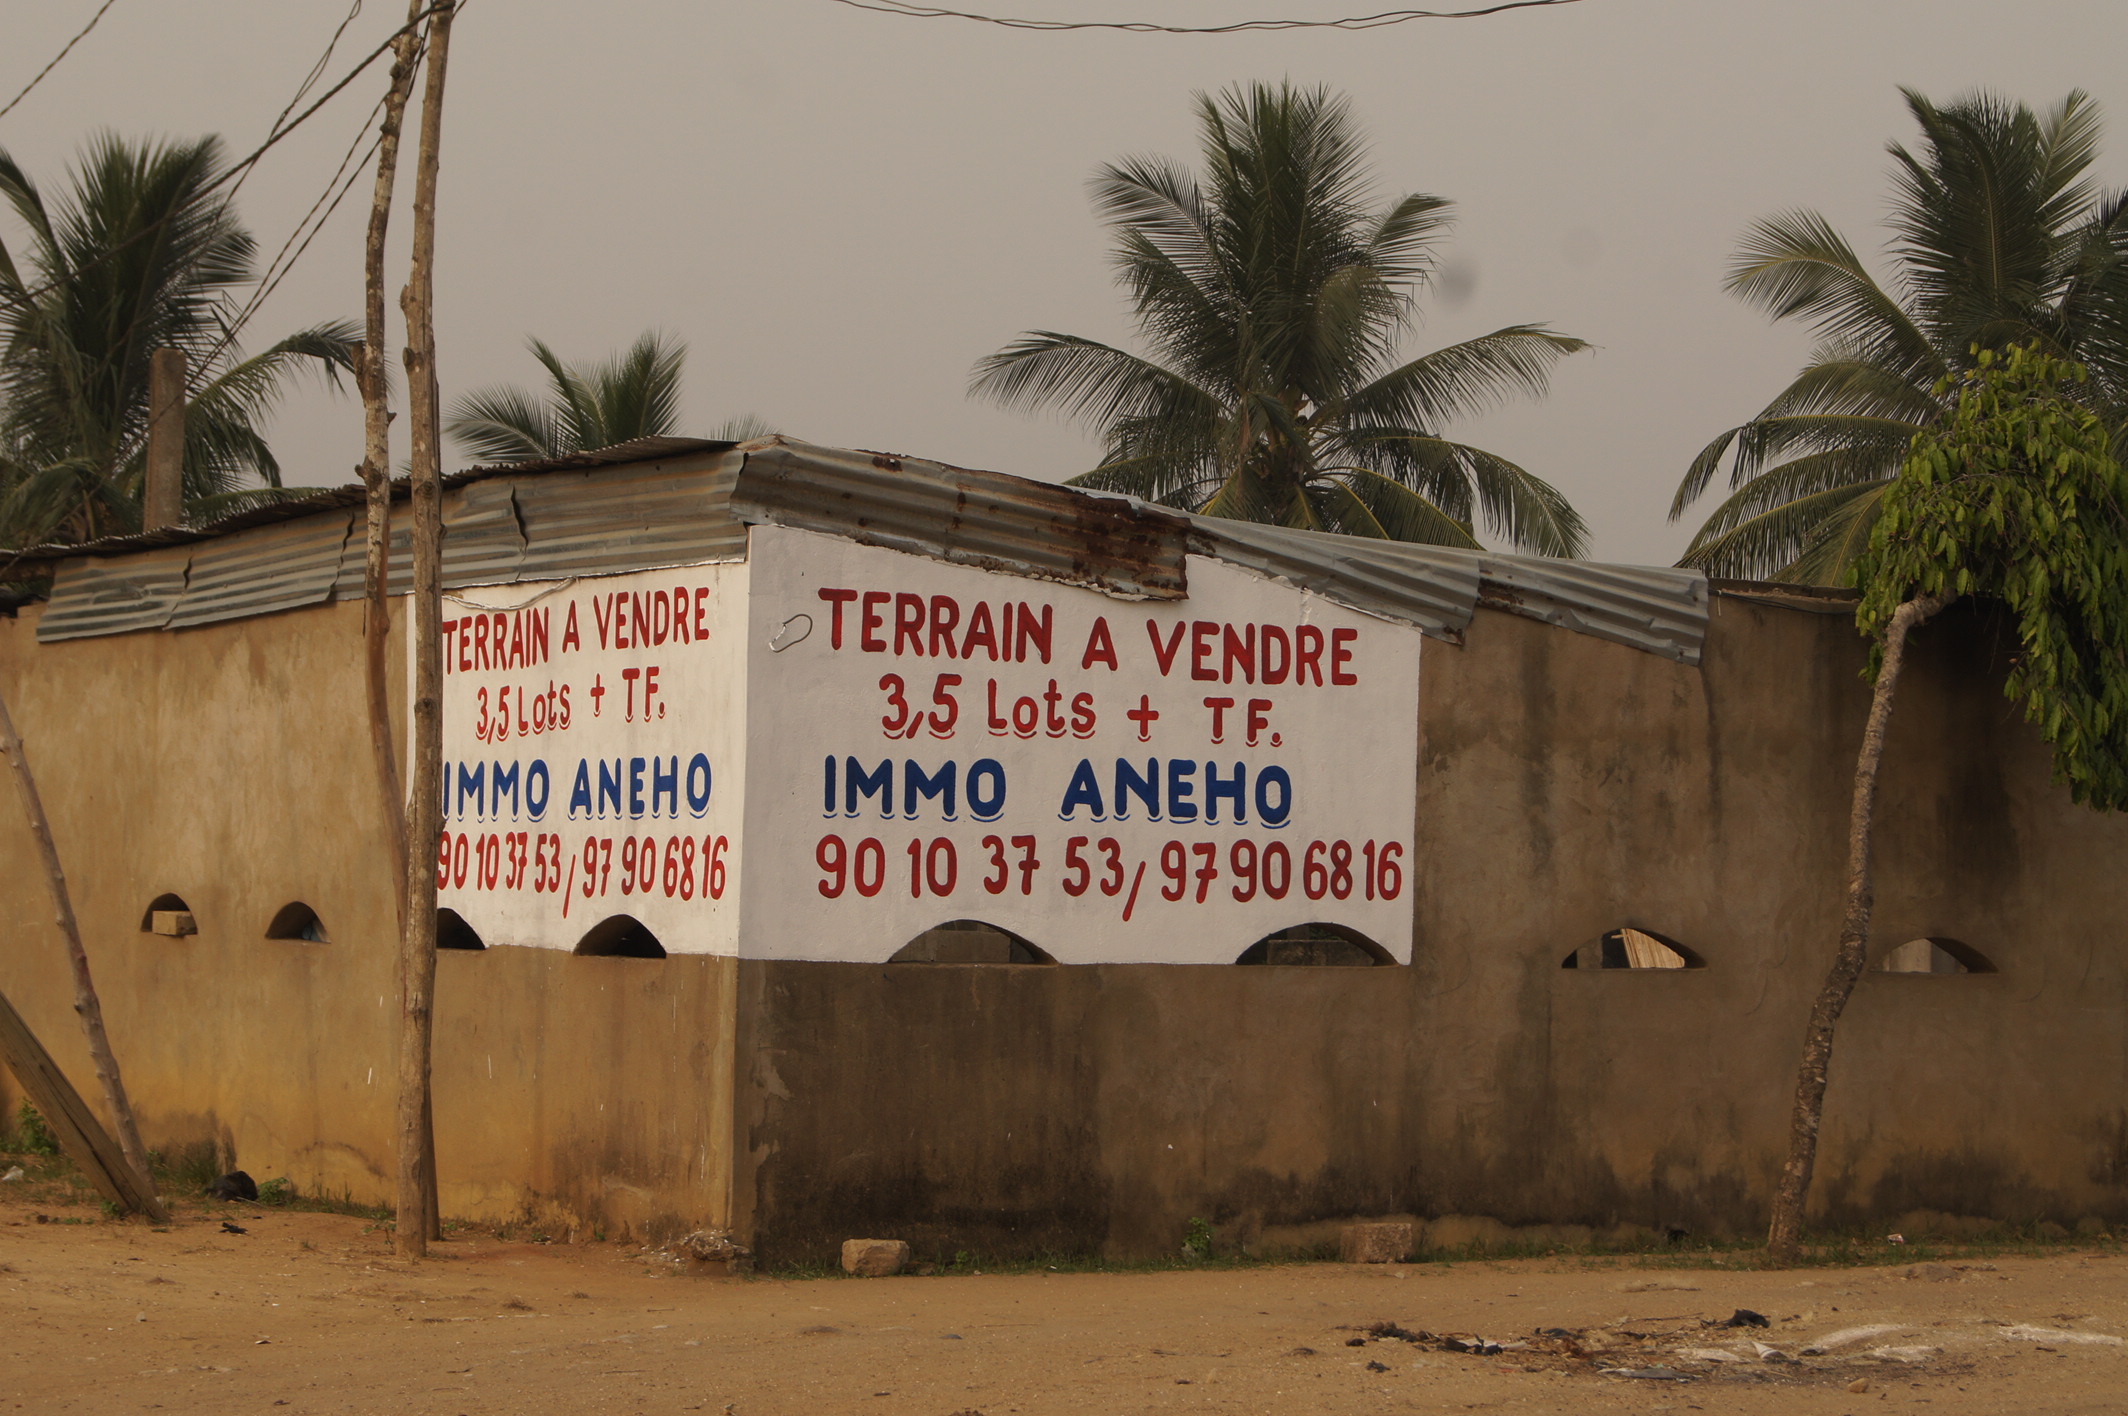 TERRAIN A VENDRE
3,5 Lots + TF.
IMMO ANEHO
90 10 37 53 / 97 90 68 16
TERRAIN A VENDRE
3,5 Lots + TF.
IMMO ANEHO
90 10 37 53 / 97 90 68 16